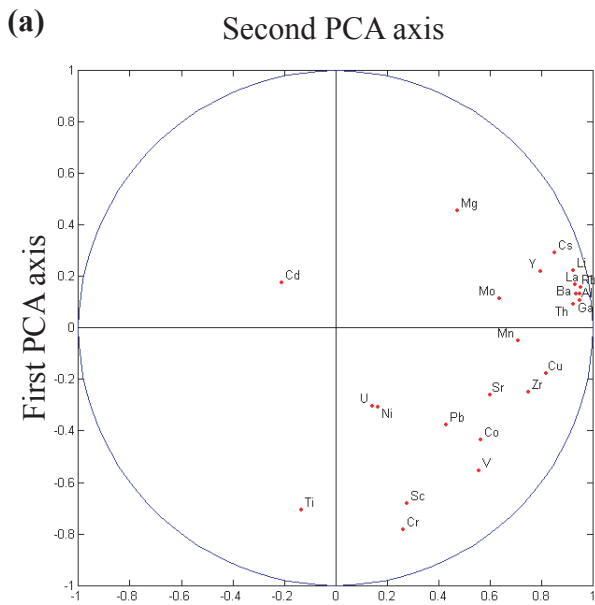 (a)
Second PCA axis
First PCA axis
1
0.8
0.6
0.4
0.2
0
-0.2
-0.4
-0.6
-0.8
-1
Mg
Cs
Y
Li
La
Rb
Cd
Mo
Ba
Al
Th
Ga
Mn
Cu
Sr
Zr
U
Ni
Pb
Co
V
Ti
Sc
Cr
-1 -0.8 -0.6 -0.4 -0.2 0 0.2 0.4 0.6 0.8 1